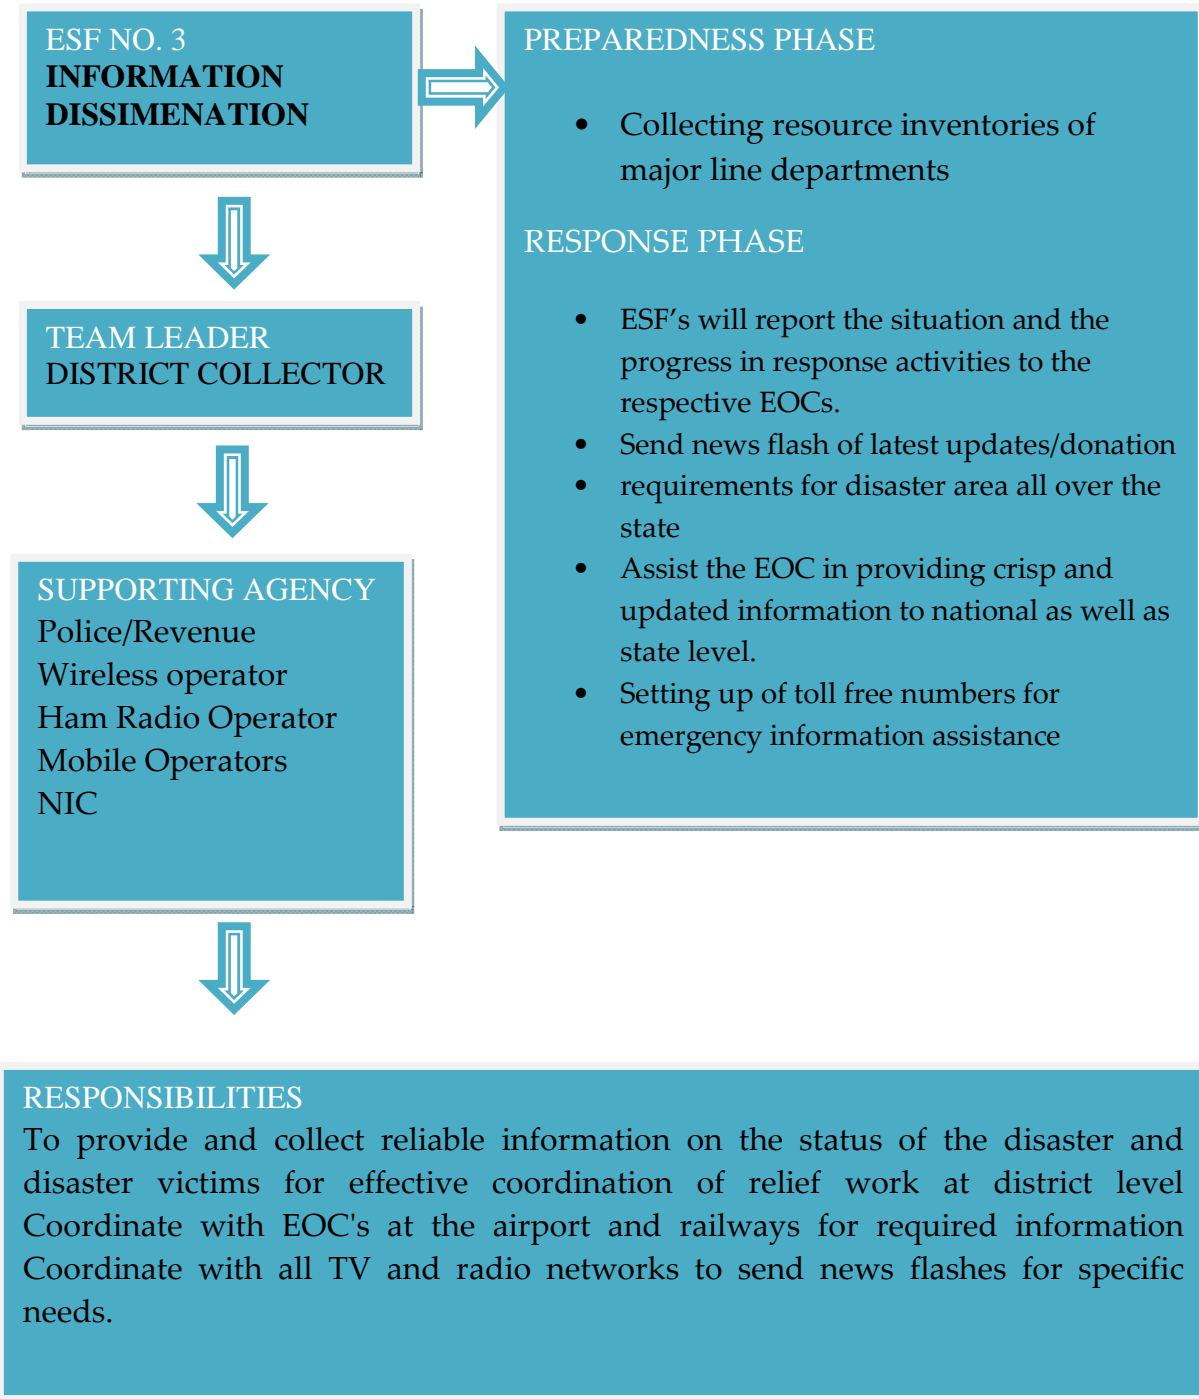 ESF NO. 3
INFORMATION
DISSIMENATION
TEAM LEADER
DISTRICT COLLECTOR
SUPPORTING AGENCY
Police/Revenue
Wireless operator
Ham Radio Operator
Mobile Operators
NIC
PREPAREDNESS PHASE
• Collecting resource inventories of
major line departments
RESPONSE PHASE
• ESF's will report the situation and the
progress in response activities to the
respective EOCs.
• Send news flash of latest updates/donation
• requirements for disaster area all over the
state
• Assist the EOC in providing crisp and
updated information to national as well as
state level.
• Setting up of toll free numbers for
emergency information assistance
RESPONSIBILITIES
To provide and collect reliable information on the status of the disaster and
disaster victims for effective coordination of relief work at district level
Coordinate with EOC's at the airport and railways for required information
Coordinate with all TV and radio networks to send news flashes for specific
needs.